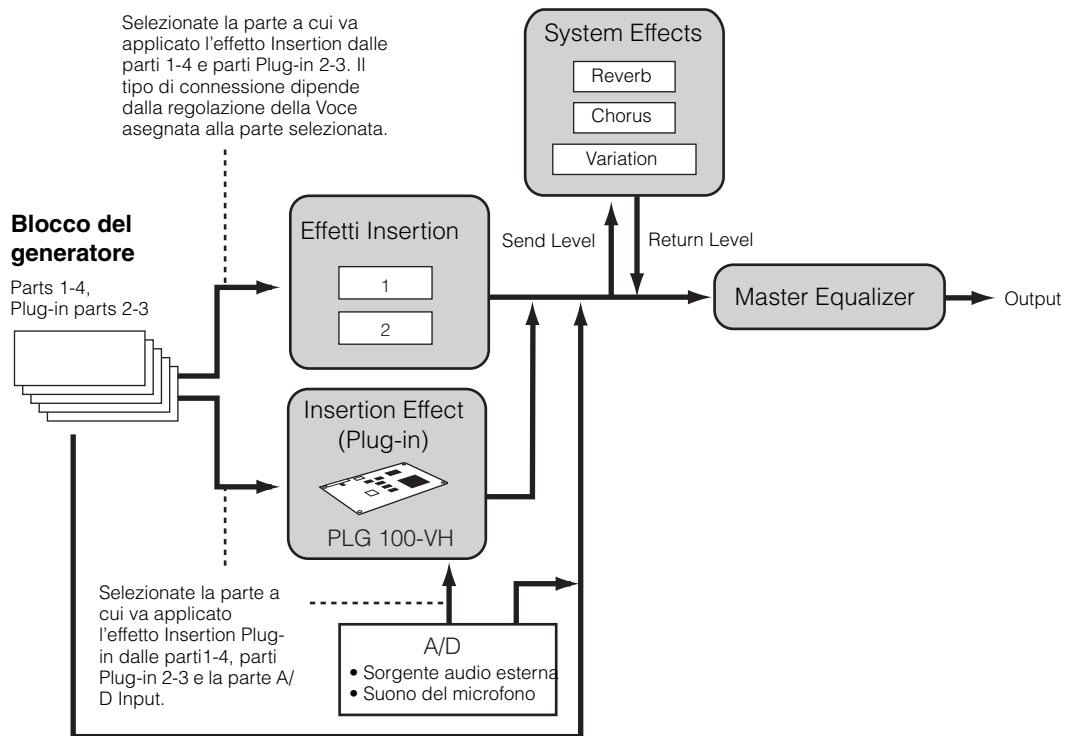 Selezionate la parte a cui va
applicato l'effetto Insertion dalle
parti 1-4 e parti Plug-in 2-3. Il
tipo di connessione dipende
dalla regolazione della Voce
asegnata alla parte selezionata.
System Effects
Reverb
Chorus
Variation
Blocco del
generatore
Parts 1-4,
Plug-in parts 2-3
Effetti Insertion
1
2
Send Level
Return Level
Master Equalizer
Output
Insertion Effect
(Plug-in)
PLG 100-VH
Selezionate la parte a
cui va applicato
l'effetto Insertion Plug-
in dalle parti1-4, parti
Plug-in 2-3 e la parte A/
D Input.
A/D
• Sorgente audio esterna
• Suono del microfono